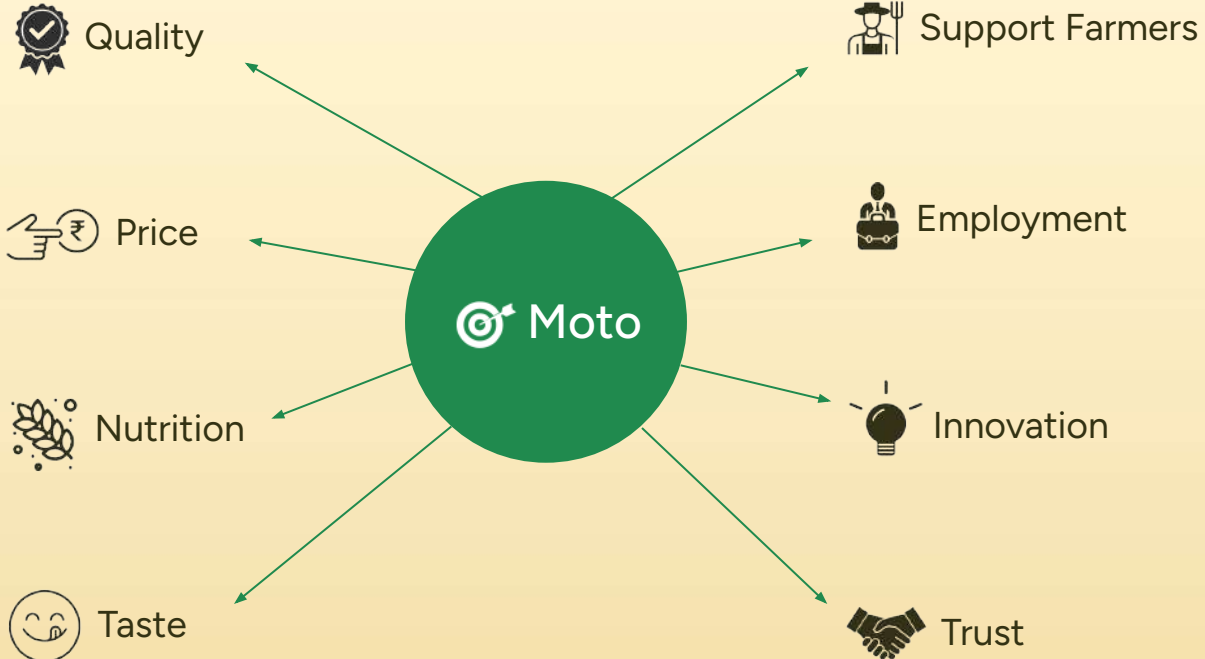 Quality
Support Farmers
₹ Price
Employment
Moto
Nutrition
Innovation
Taste
Trust